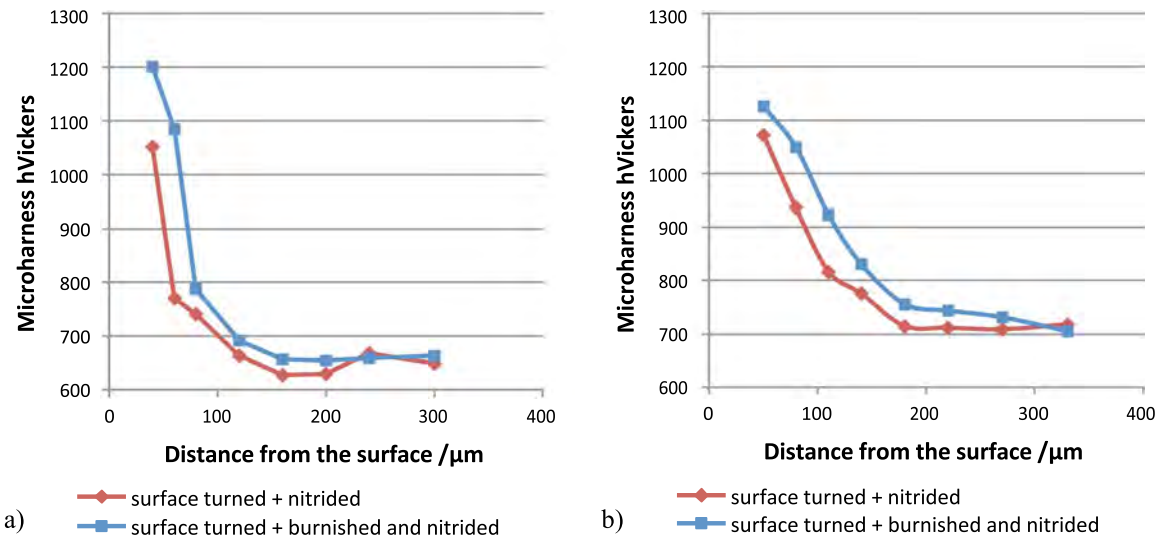 1300
1200
1100
1000
900
800
700
600
0
100
200
300
400
Microharness hVickers
Distance from the surface /µm
surface turned + nitrided
surface turned + burnished and nitrided
a)
1300
1200
1100
1000
900
800
700
600
0
100
200
300
400
Microharness hVickers
Distance from the surface /µm
surface turned + nitrided
surface turned + burnished and nitrided
b)